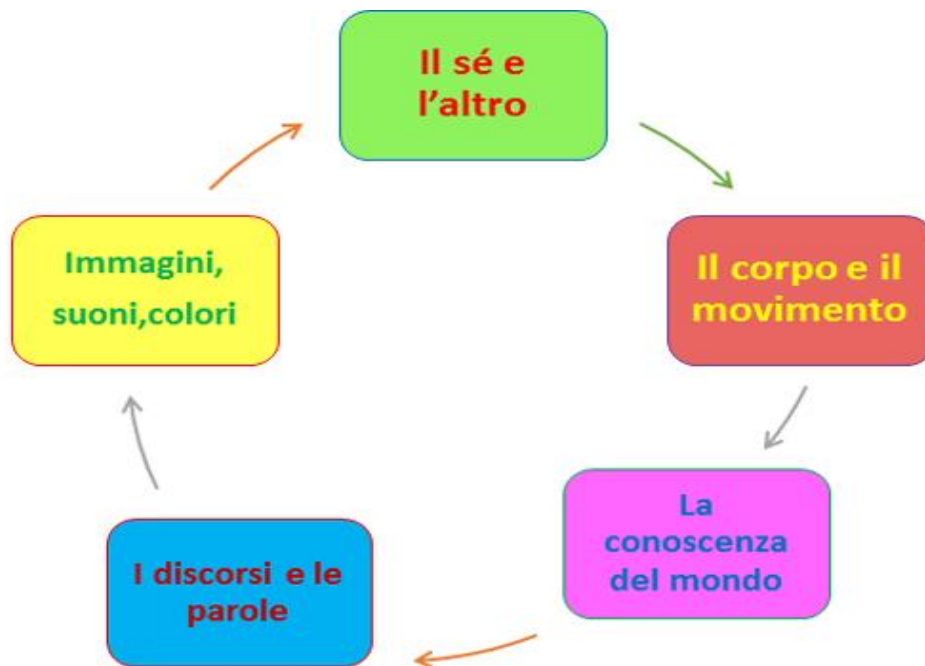 Il sé e
l'altro
Il corpo e il
movimento
La
conoscenza
del mondo
I discorsi e le
parole
Immagini,
suoni,colori